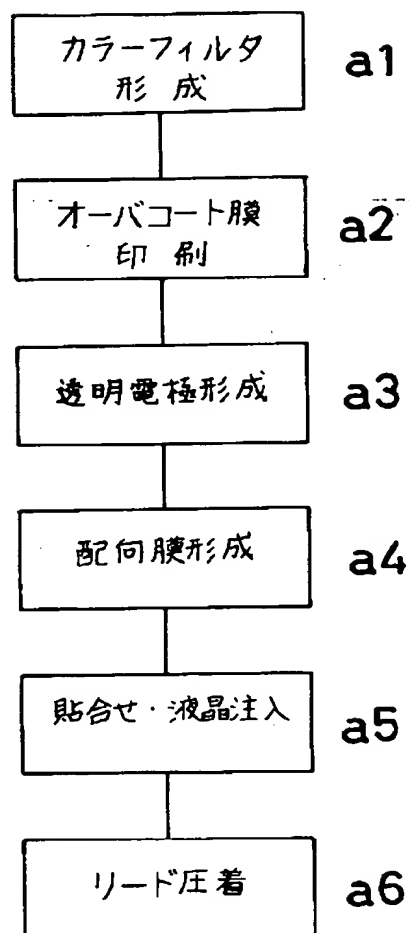 カラーフィルタ a1
形成
オーバコート膜 a2
印刷
透明電極形成 a3
配向膜形成 a4
貼合せ・液晶注入 a5
リード圧着 a6